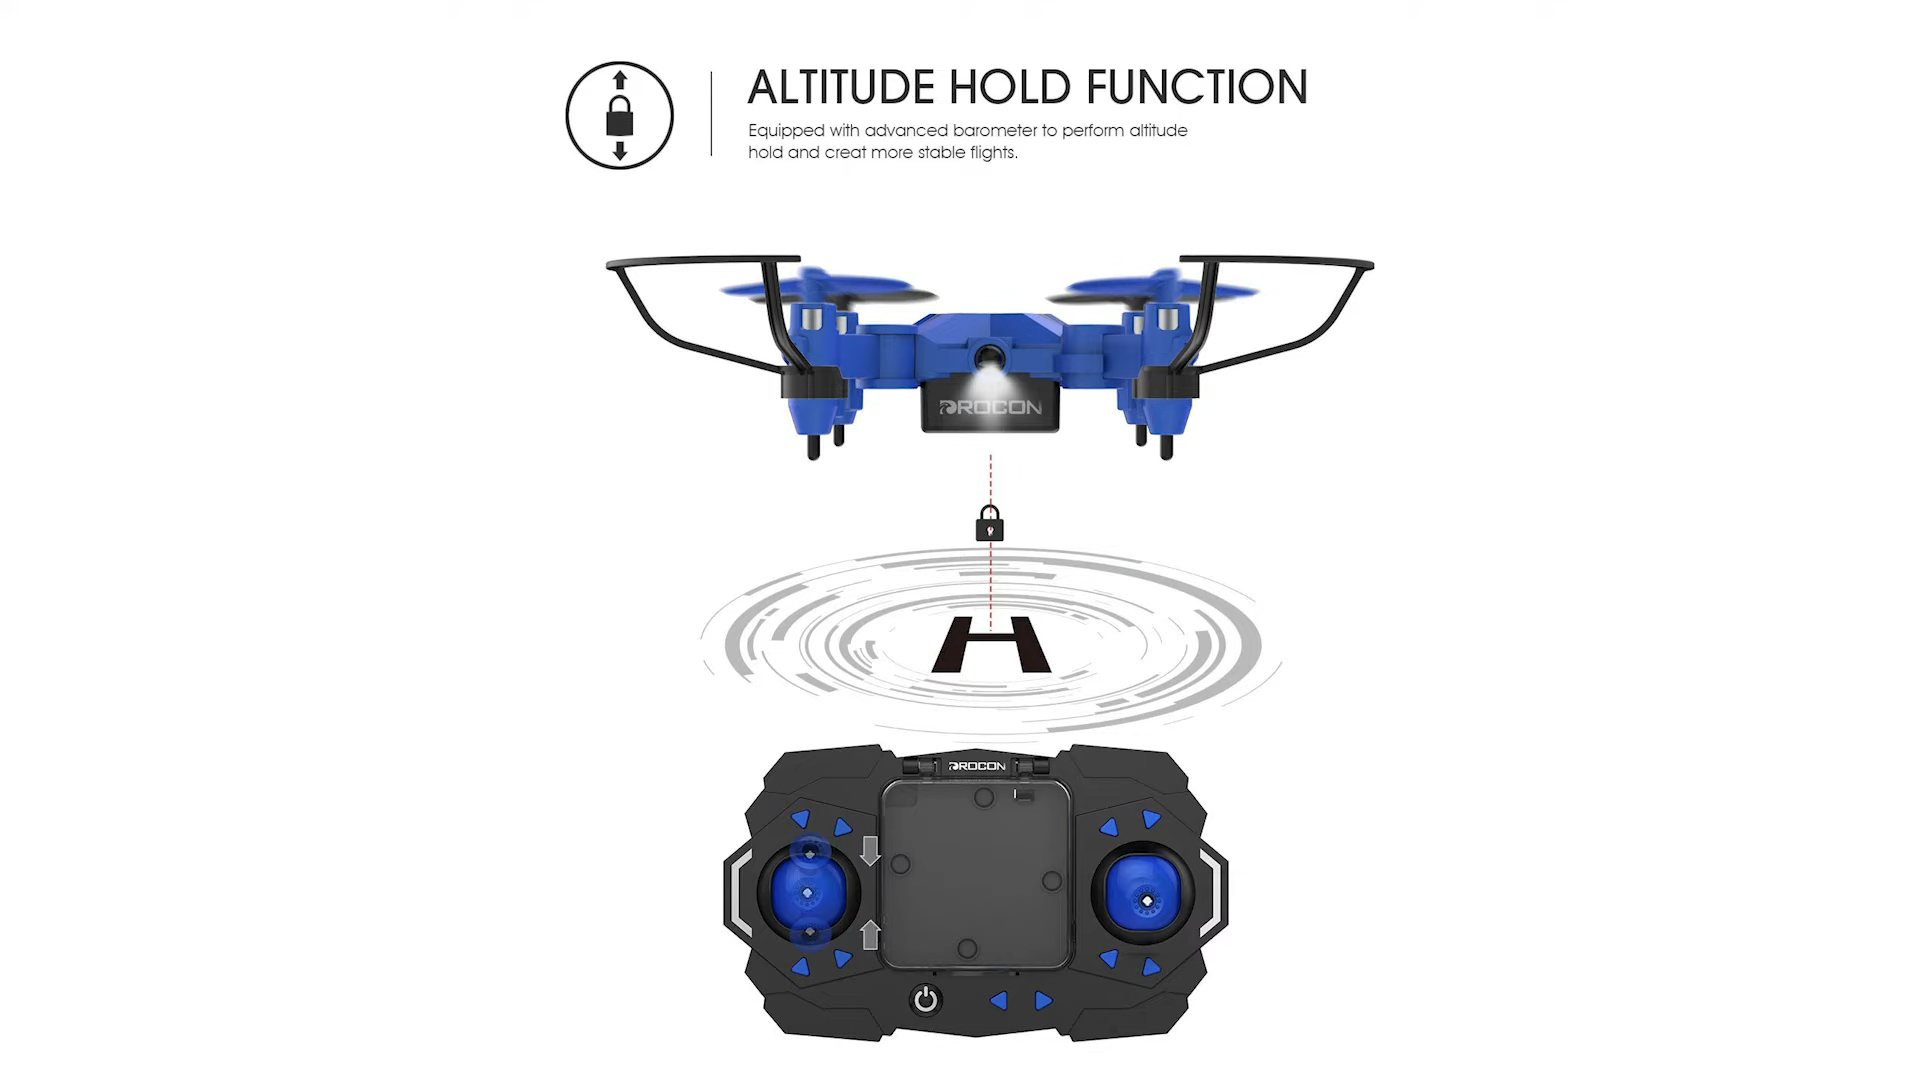 ALTITUDE HOLD FUNCTION
Equipped with advanced barometer to perform altitude
hold and creat more stable flights.
DROCON
H
DROCON